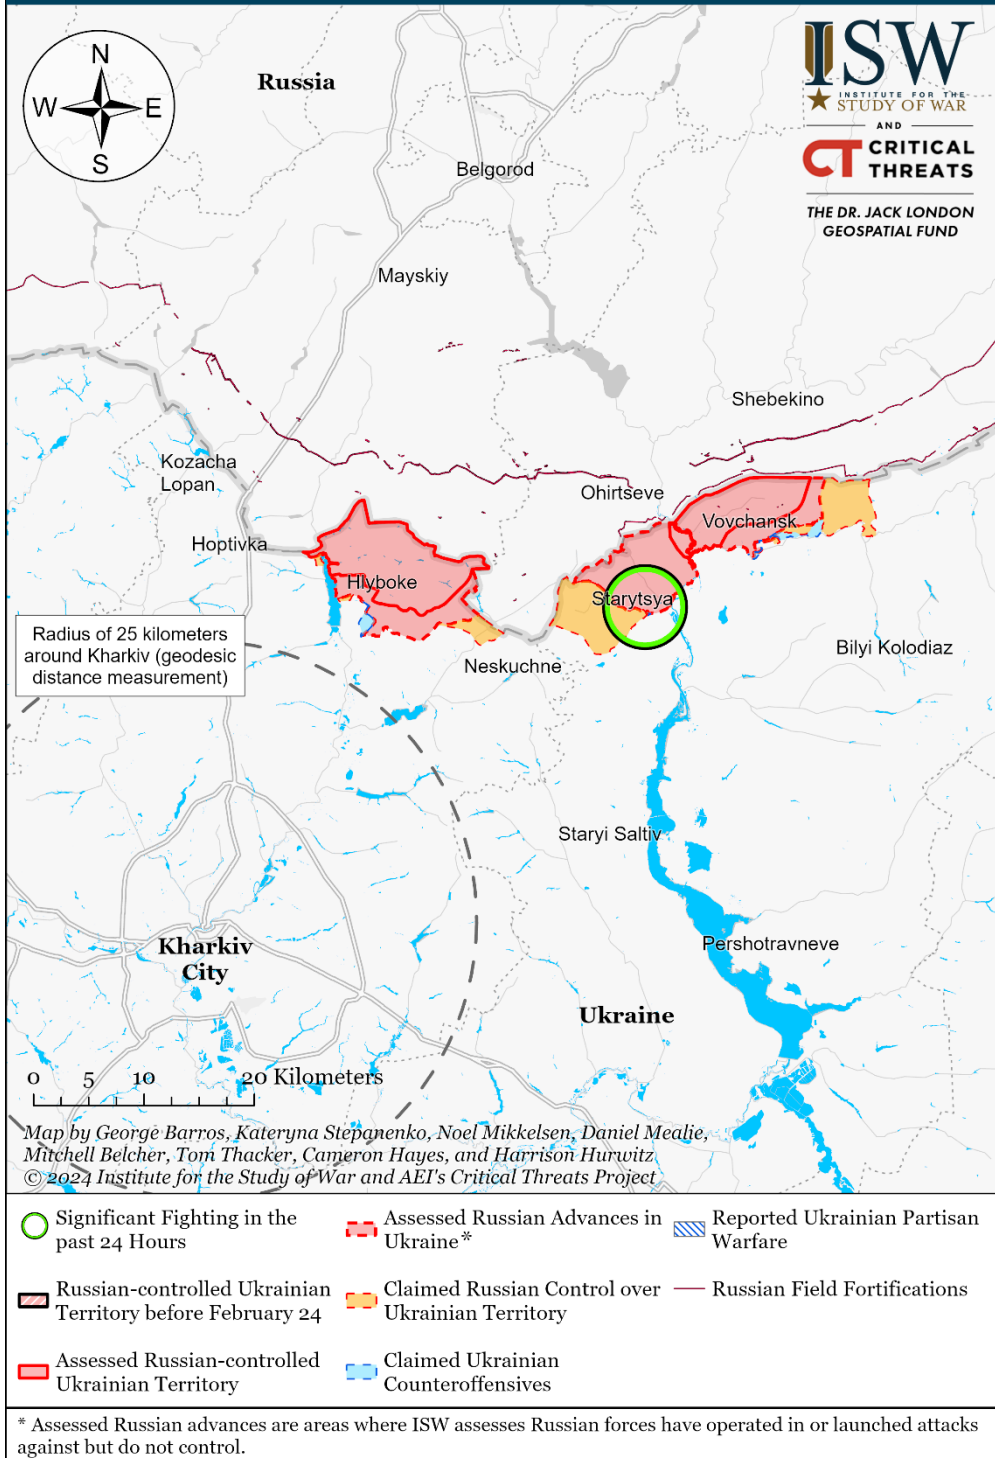 N
W E
S
Russia
ISW
INSTITUTE FOR THE
STUDY OF WAR
AND
CT CRITICAL
THREATS
THE DR. JACK LONDON
GEOSPATIAL FUND
Belgorod
Mayskiy
Shebekino
Kozacha
Lopan
Ohirtseve
Vovchansk
Hoptivka
Hlyboke
Starytsya
Radius of 25 kilometers
around Kharkiv (geodesic
distance measurement)
Neskuchne
Bilyi Kolodiaz
Staryi Saltiv
Kharkiv
City
Pershotravneve
Ukraine
0 5 10 20 Kilometers
Map by George Barros, Kateryna Stepanenko, Noel Mikkelsen, Daniel Mealie,
Mitchell Belcher, Tom Thacker, Cameron Hayes, and Harrison Hurwitz
© 2024 Institute for the Study of War and AEI's Critical Threats Project
Significant Fighting in the
past 24 Hours
Russian-controlled Ukrainian
Territory before February 24
Assessed Russian-controlled
Ukrainian Territory
Assessed Russian Advances in
Ukraine*
Claimed Russian Control over
Ukrainian Territory
Claimed Ukrainian
Counteroffensives
Reported Ukrainian Partisan
Warfare
Russian Field Fortifications
* Assessed Russian advances are areas where ISW assesses Russian forces have operated in or launched attacks
against but do not control.